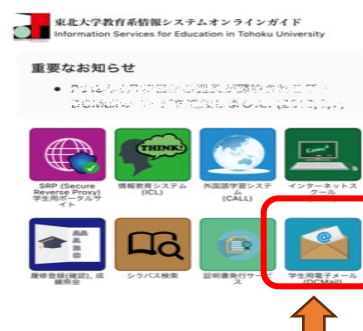 東北大学教育系情報システムオンラインガイド
Information Services for Education in Tohoku University
重要なお知らせ
THINK!
SRP (Secure
Reverse Proxy)
学生用ポータルサ
イト
情報教育システム
(ICL)
外国語学習システ
ム
(CALL)
インターネットス
クール
A
A
B
履修登録(確認)、成
績照会
シラバス検索
証明書発行サービ
ス
学生用電子メール
(DCMail)